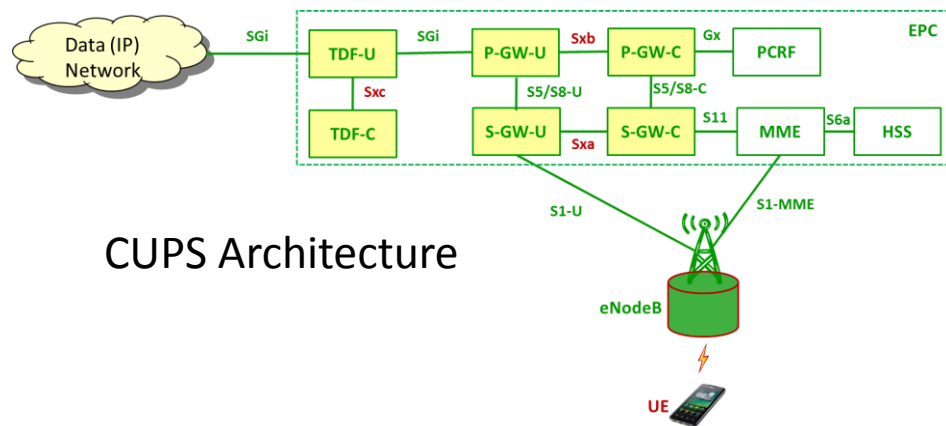 EPC
SGi
Data (IP)
Network
TDF-U
SGi
P-GW-U
Sxb
P-GW-C
Gx
PCRF
Sxc
S5/S8-U
S5/S8-C
TDF-C
S-GW-U
Sxa
S-GW-C
S11
MME
S6a
HSS
S1-U
S1-MME
CUPS Architecture
eNodeB
UE